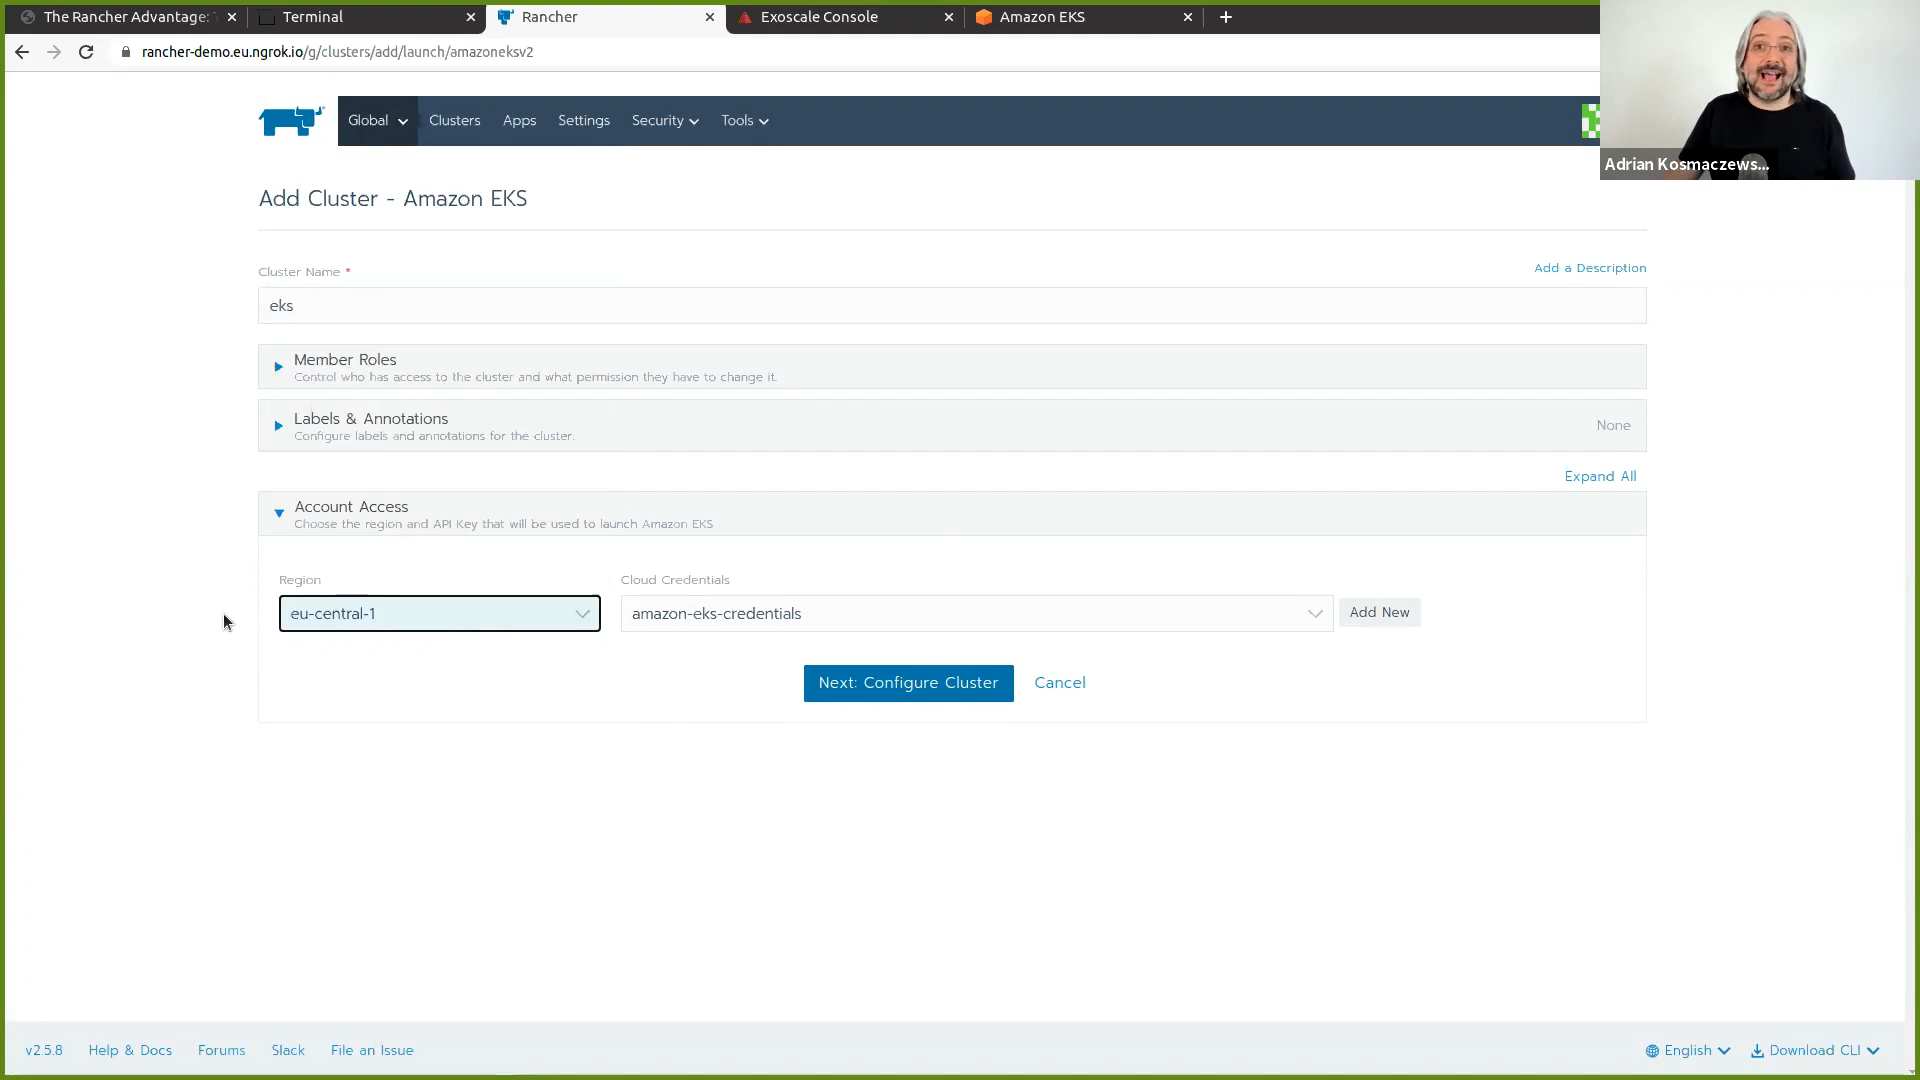 The Rancher Advantage:
Terminal
Rancher
Exoscale Console
Amazon EKS
rancher-demo.eu.ngrok.io/g/clusters/add/launch/amazoneksv2
Global
Clusters
Apps
Settings
Security
Tools
Adrian Kosmaczews...
Add Cluster - Amazon EKS
Cluster Name *
Add a Description
eks
Member Roles
Control who has access to the cluster and what permission they have to change it.
Labels & Annotations
Configure labels and annotations for the cluster.
None
Expand All
Account Access
Choose the region and API Key that will be used to launch Amazon EKS
Region
Cloud Credentials
eu-central-1
amazon-eks-credentials
Add New
Next: Configure Cluster
Cancel
v2.5.8
Help & Docs
Forums
Slack
File an Issue
English
Download CLI